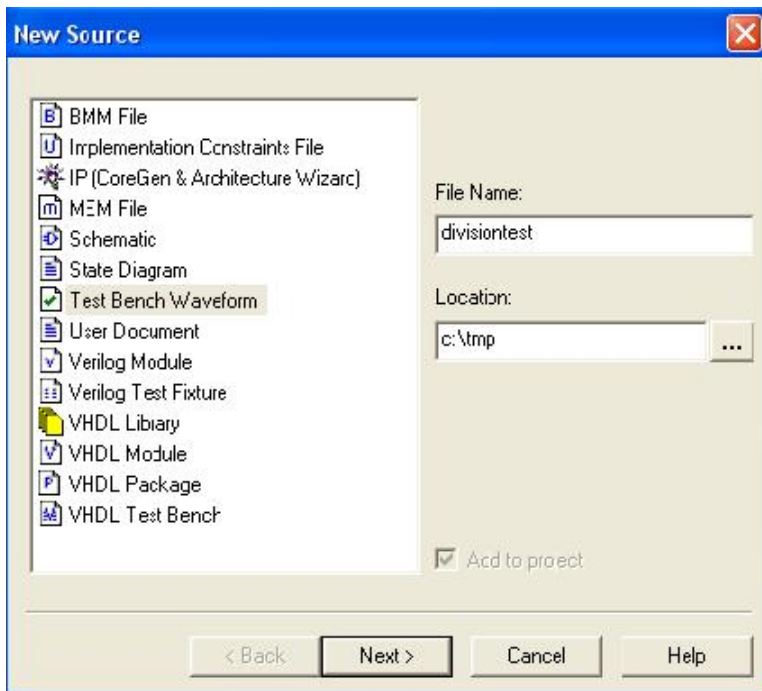 New Source
BMM File
Implementation Constraints File
IP (CoreGen & Architecture Wizard)
MEM File
Schematic
State Diagram
Test Bench Waveform
User Document
Verilog Module
Verilog Test Fixture
VHDL Library
VHDL Module
VHDL Package
VHDL Test Bench
File Name:
divisiontest
Location:
c:\tmp
...
Add to project
< Back
Next >
Cancel
Help